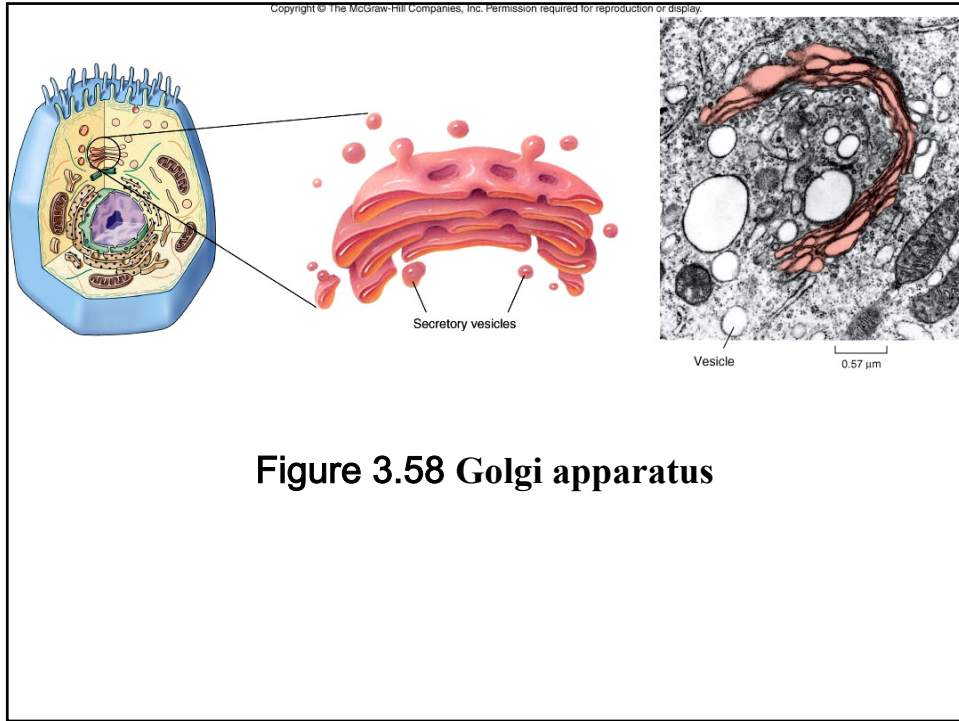 Copyright © The McGraw-Hill Companies, Inc. Permission required for reproduction or display.
Secretory vesicles
Vesicle
0.57 μm
Figure 3.58 Golgi apparatus